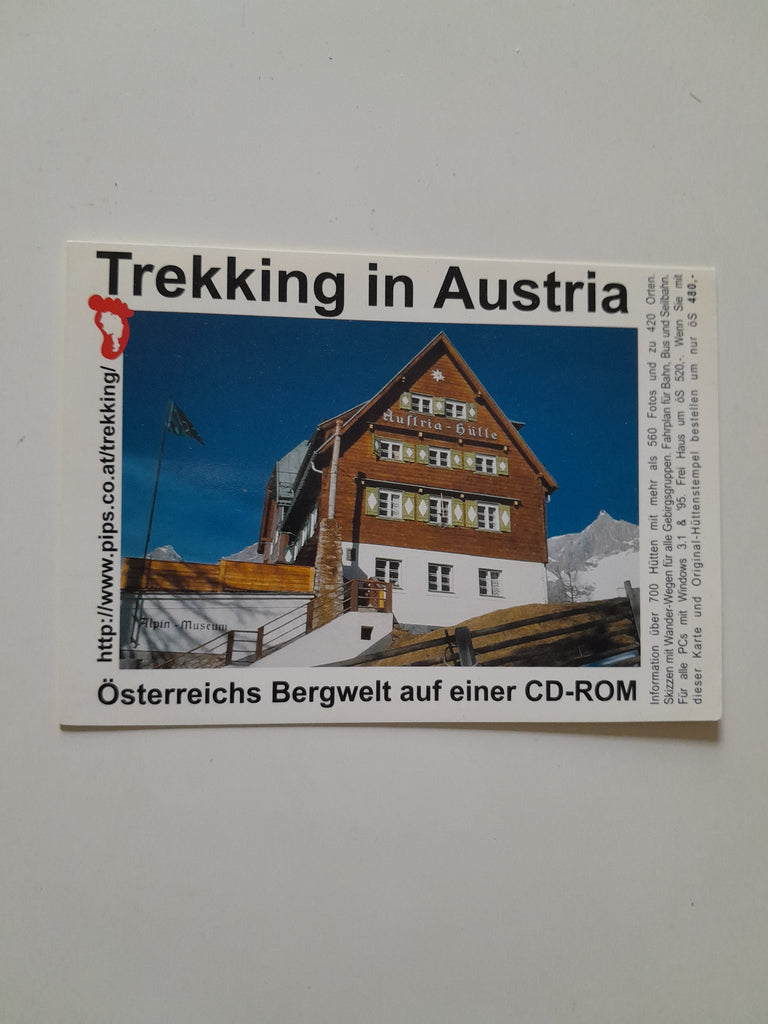 Trekking in Austria
http://www.pips.co.at/trekking/
Austria-Hütte
Alpin-Museum
Österreichs Bergwelt auf einer CD-ROM
Information über 700 Hütten mit mehr als 560 Fotos und zu 420 Orten.
Skizzen mit Wander-Wegen für alle Gebirgsgruppen. Fahrplan für Bahn, Bus und Seilbahn.
Für alle PCs mit Windows 3.1 & '95. Frei Haus um öS 520,-. Wenn Sie mit
dieser Karte und Original-Hüttenstempel bestellen um nur öS 480,-